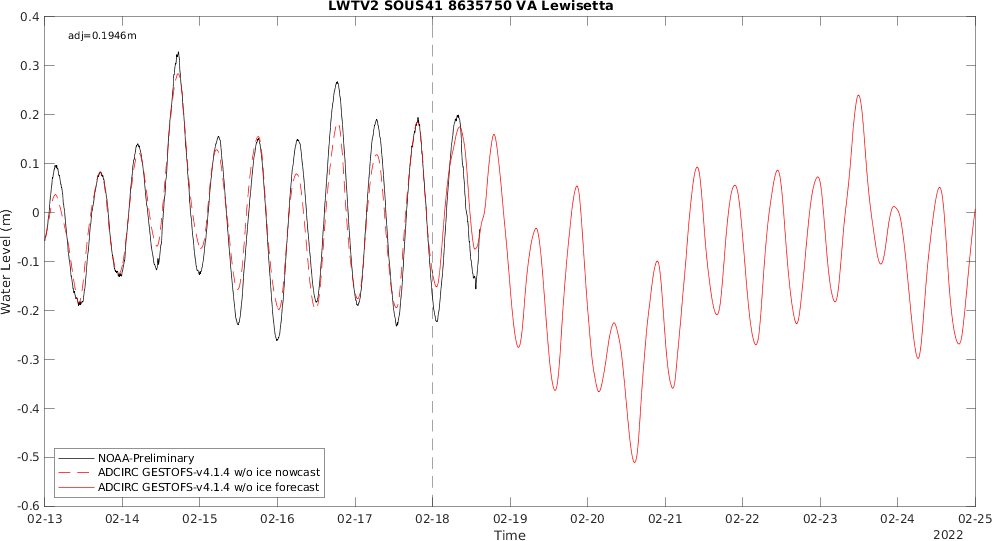 LWTV2 SOUS41 8635750 VA Lewisetta
adj=0.1946m
0.4
0.3
0.2
0.1
0
-0.1
-0.2
-0.3
-0.4
-0.5
-0.6
Water Level (m)
NOAA-Preliminary
ADCIRC GESTOFS-v4.1.4 w/o ice nowcast
ADCIRC GESTOFS-v4.1.4 w/o ice forecast
02-13 02-14 02-15 02-16 02-17 02-18 02-19 02-20 02-21 02-22 02-23 02-24 02-25
Time
2022